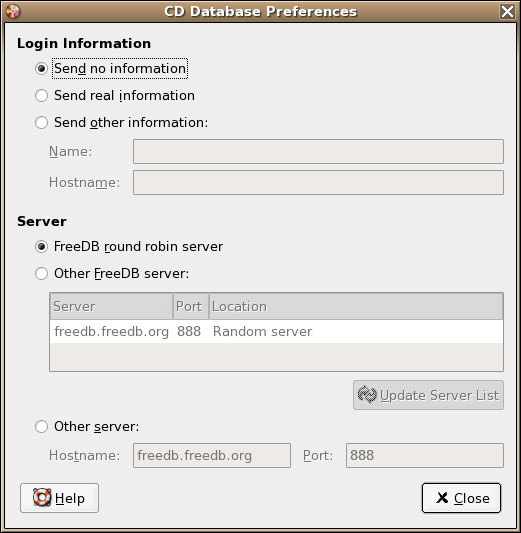 CD Database Preferences
Login Information
Send no information
Send real information
Send other information:
Name:
Hostname:
Server
FreeDB round robin server
Other FreeDB server:
Server Port Location
freedb.freedb.org 888 Random server
Update Server List
Other server:
Hostname: freedb.freedb.org Port: 888
Help Close